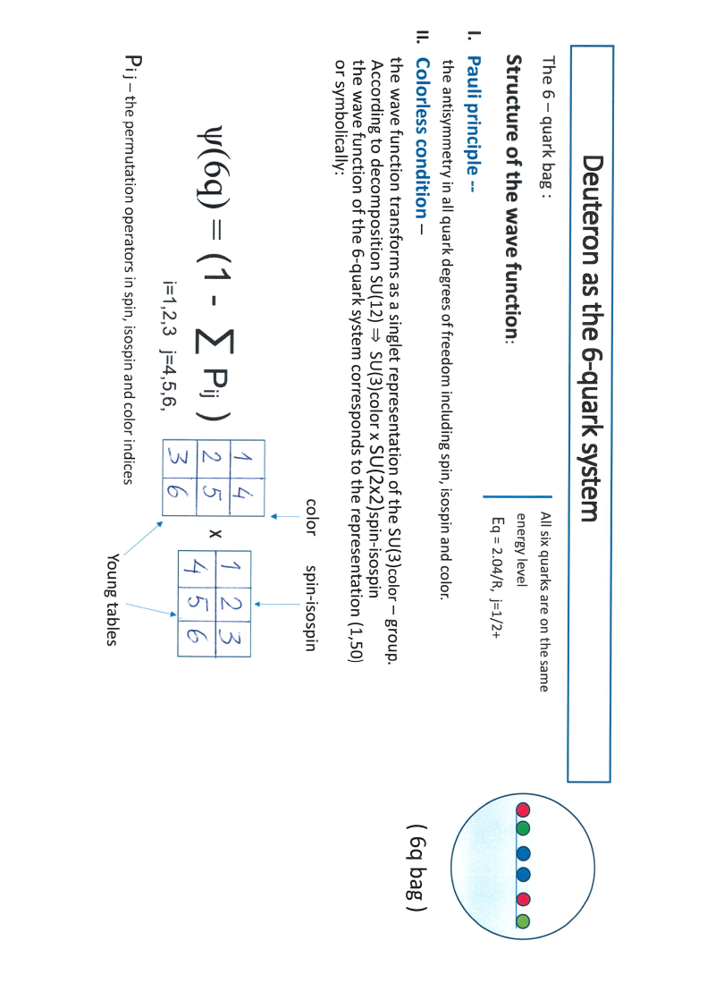 Deuteron as the 6-quark system
The 6 – quark bag :
Structure of the wave function:
All six quarks are on the same
energy level
Eq = 2.04/R, j=1/2+
I. Pauli principle --
the antisymmetry in all quark degrees of freedom including spin, isospin and color.
II. Colorless condition –
the wave function transforms as a singlet representation of the SU(3)color – group.
According to decomposition SU(12) ⇒ SU(3)color x SU(2x2)spin-isospin
the wave function of the 6-quark system corresponds to the representation (1,50)
or symbolically:
( 6q bag )
color spin-isospin
ψ(6q) = (1 - ∑ Pij )
i=1,2,3 j=4,5,6,
1 4
2 5
3 6
x
1 2 3
4 5 6
Young tables
Pij – the permutation operators in spin, isospin and color indices